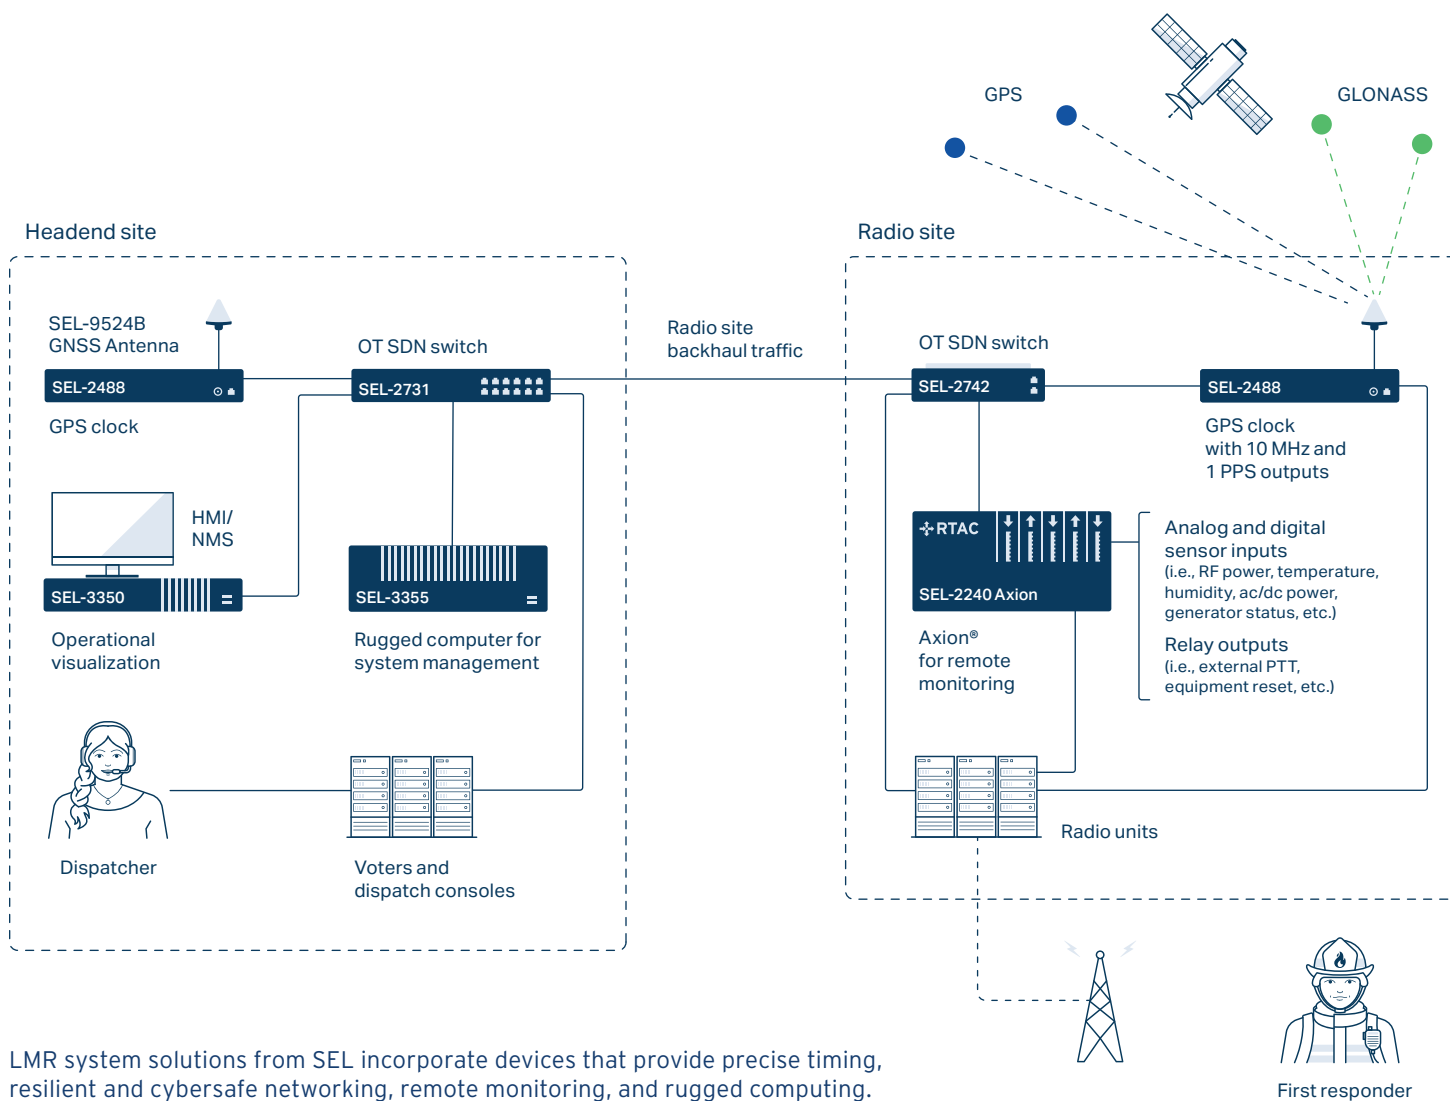 GPS
GLONASS
Headend site
SEL-9524B
GNSS Antenna
SEL-2488
GPS clock
OT SDN switch
SEL-2731
HMI/
NMS
SEL-3350
Operational
visualization
SEL-3355
Rugged computer for
system management
Dispatcher
Voters and
dispatch consoles
Radio site
backhaul traffic
Radio site
OT SDN switch
SEL-2742
SEL-2488
GPS clock
with 10 MHz and
1 PPS outputs
RTAC
SEL-2240 Axion
Axion®
for remote
monitoring
Analog and digital
sensor inputs
(i.e., RF power, temperature,
humidity, ac/dc power,
generator status, etc.)
Relay outputs
(i.e., external PTT,
equipment reset, etc.)
Radio units
First responder
LMR system solutions from SEL incorporate devices that provide precise timing,
resilient and cybersafe networking, remote monitoring, and rugged computing.